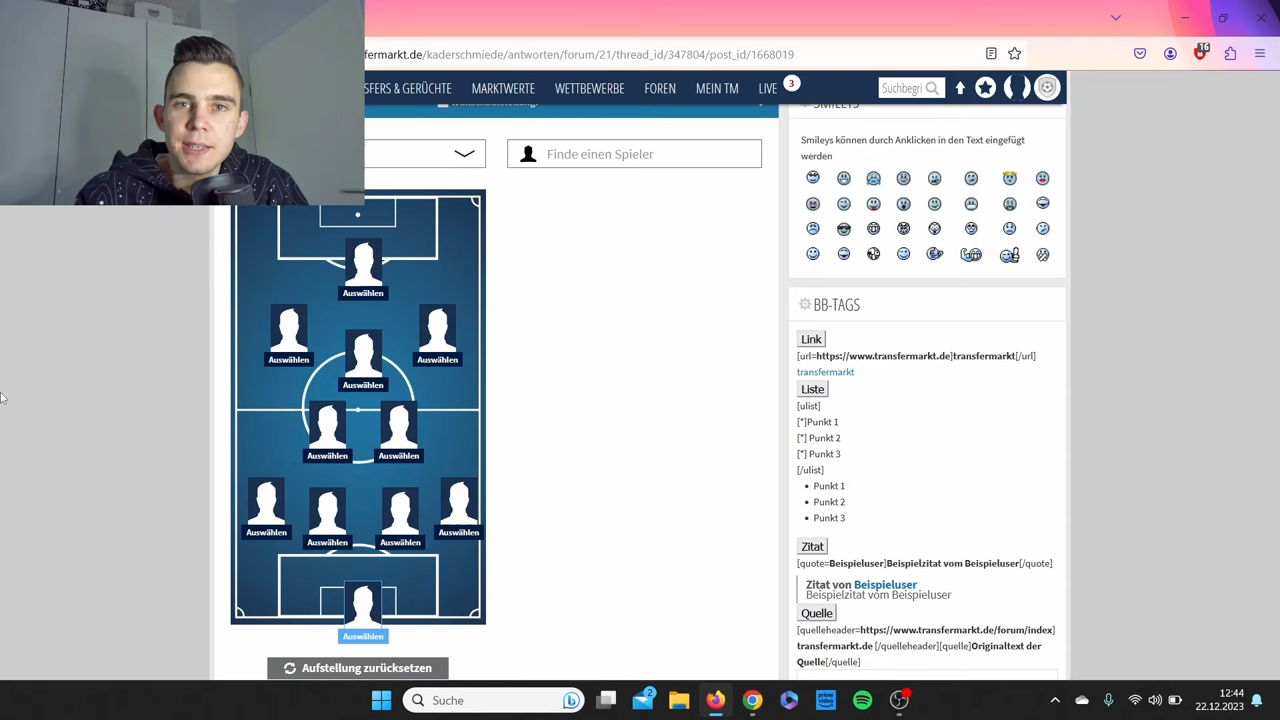 fermarkt.de/kaderschmiede/antworten/forum/21/thread_id/347804/post_id/1668019
16
SFERS & GERÜCHTE MARKTWERTE WETTBEWERBE FOREN MEIN TM LIVE 3 Suchbegri
SMILEYS
Smileys können durch Anklicken in den Text eingefügt
werden
Finde einen Spieler
Auswählen
Auswählen
Auswählen
Auswählen
Auswählen
Auswählen
Auswählen
Auswählen
Auswählen
Auswählen
Auswählen
Aufstellung zurücksetzen
BB-TAGS
Link
[url=https://www.transfermarkt.de]transfermarkt[/url]
transfermarkt
Liste
[ulist]
[*]Punkt 1
[*] Punkt 2
[*] Punkt 3
[/ulist]
• Punkt 1
• Punkt 2
• Punkt 3
Zitat
[quote=Beispieluser]Beispielzitat vom Beispieluser[/quote]
Zitat von Beispieluser
Beispielzitat vom Beispieluser
Quelle
[quelleheader=https://www.transfermarkt.de/forum/index]
transfermarkt.de [/quelleheader][quelle]Originaltext der
Quelle[/quelle]
Suche
2
prime video
12:44
22.12.2023